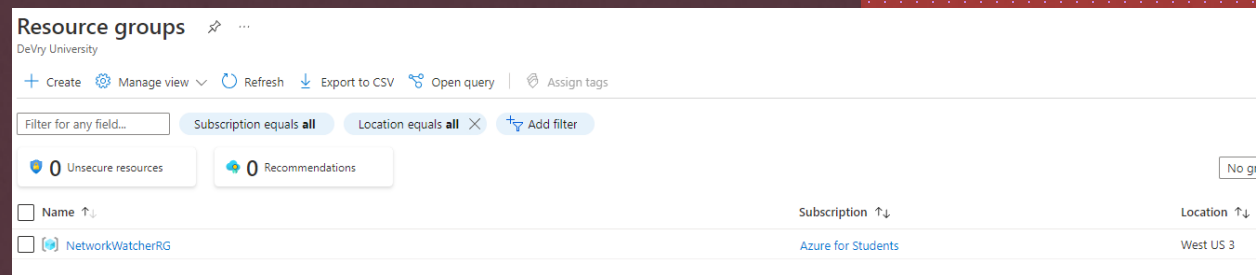 Resource groups
DeVry University
Create Manage view Refresh Export to CSV Open query Assign tags
Filter for any field... Subscription equals all Location equals all Add filter
0 Unsecure resources 0 Recommendations
No
Name Subscription Location
NetworkWatcherRG Azure for Students West US 3